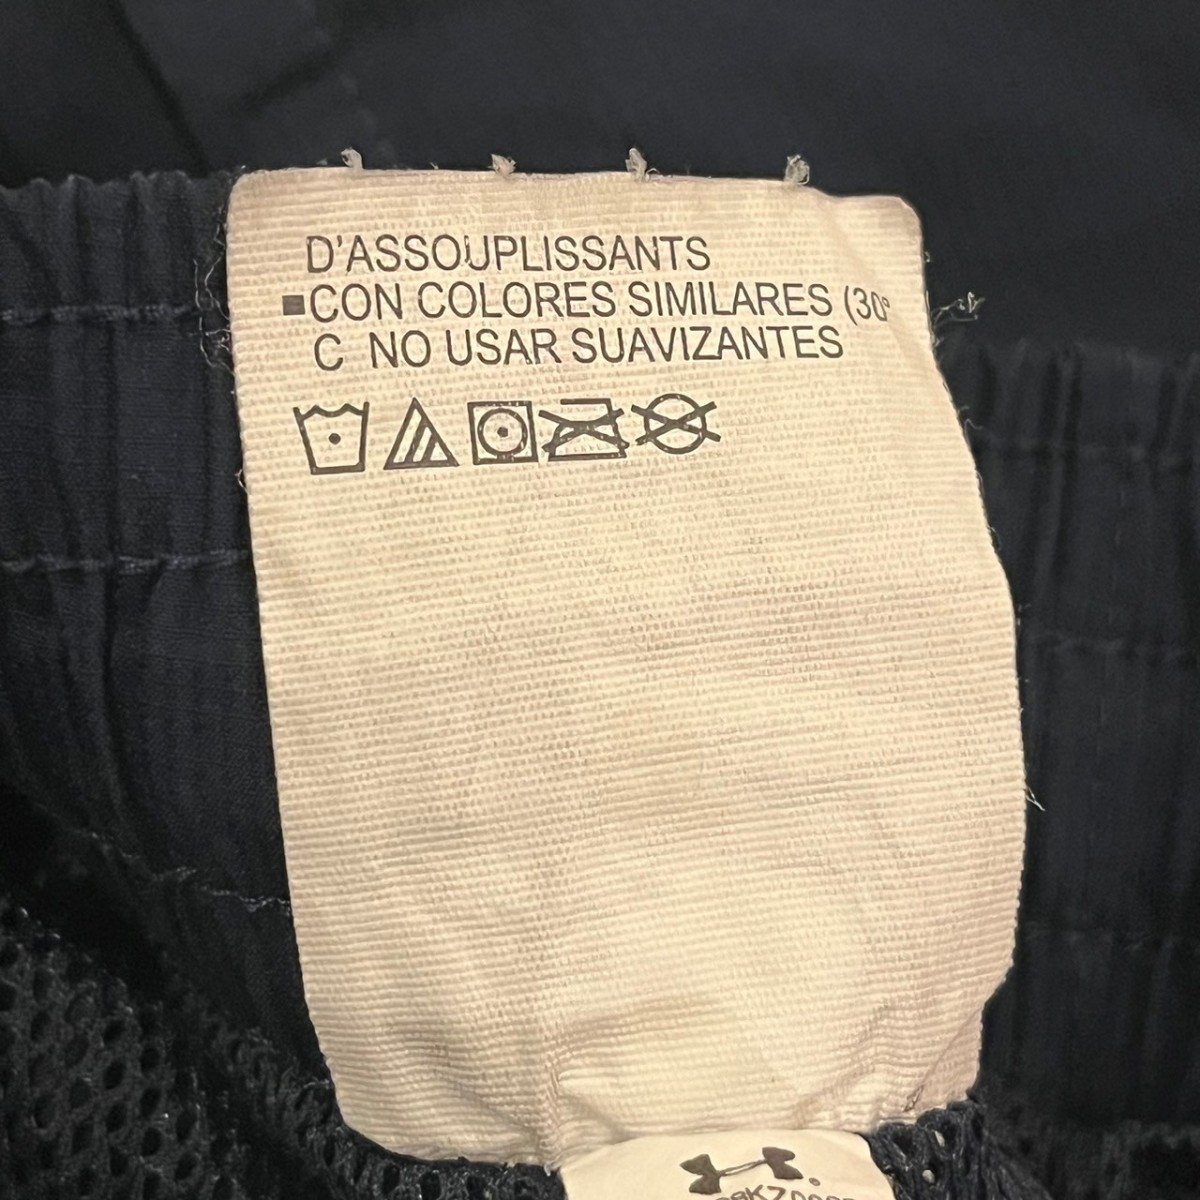 D'ASSOUPLISSANTS
■CON COLORES SIMILARES (30°
C NO USAR SUAVIZANTES